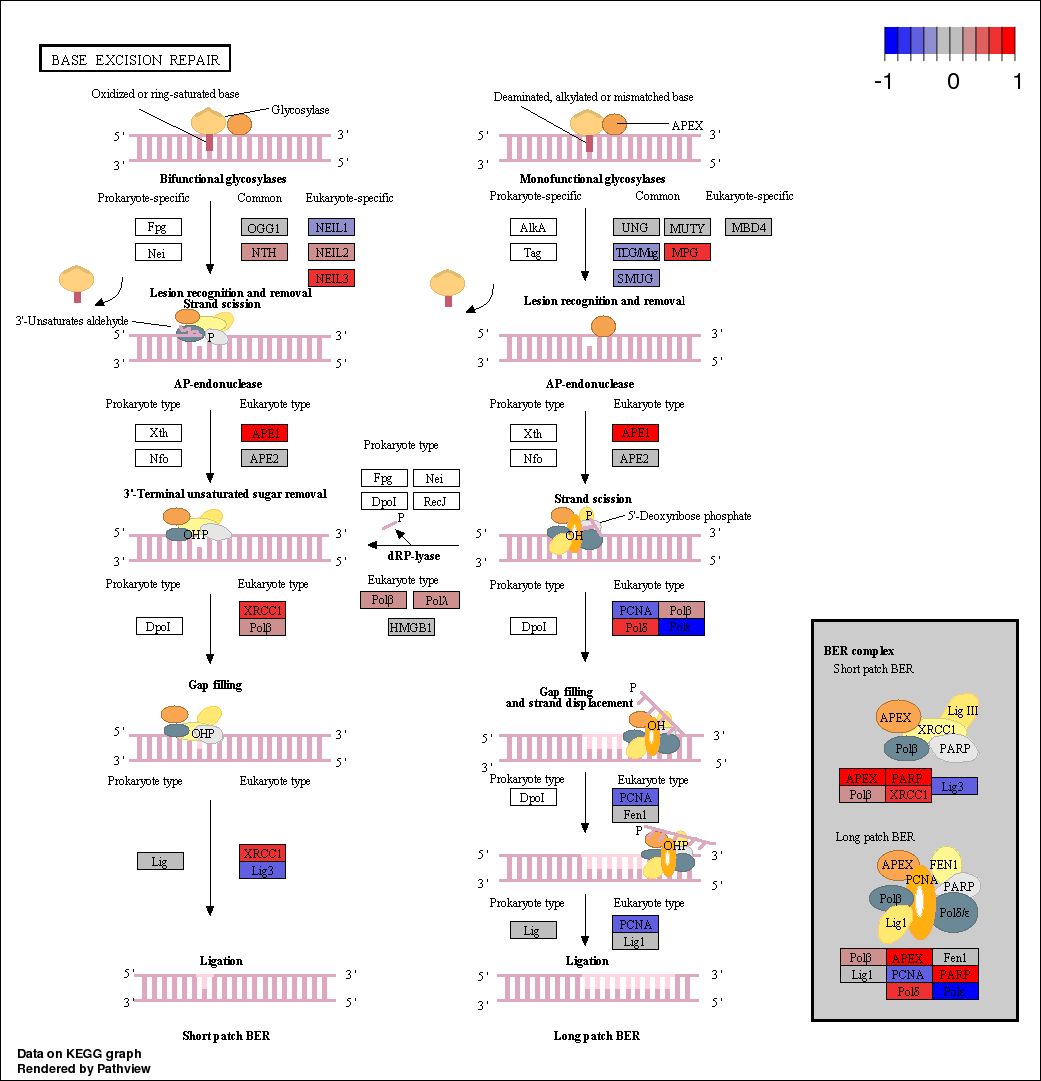 BASE EXCISION REPAIR
-1 0 1
Oxidized or ring-saturated base
Glycosylase
5' 3'
3' 5'
Bifunctional glycosylases
Prokaryote-specific Common Eukaryote-specific
Fpg OGG1 NEIL1
Nei NTH NEIL2
NEIL3
Lesion recognition and removal
Strand scission
3'-Unsaturates aldehyde
P
5' 3'
3' 5'
AP-endonuclease
Prokaryote type Eukaryote type
Xth APE1
Nfo APE2
3'-Terminal unsaturated sugar removal
OHP
5' 3'
3' 5'
Prokaryote type Eukaryote type
XRCC1
DpoI Polβ
Gap filling
OHP
5' 3'
3' 5'
Prokaryote type Eukaryote type
Lig XRCC1
Lig3
Ligation
5' 3'
3' 5'
Short patch BER
Prokaryote type
Fpg Nei
DpoI RecJ
P
dRP-lyase
Eukaryote type
Polβ Polλ
HMGB1
Deaminated, alkylated or mismatched base
APEX
5' 3'
3' 5'
Monofunctional glycosylases
Prokaryote-specific Common Eukaryote-specific
AlkA UNG MUTY MBD4
Tag TDG/Mug MPG
SMUG
Lesion recognition and removal
5' 3'
3' 5'
AP-endonuclease
Prokaryote type Eukaryote type
Xth APE1
Nfo APE2
Strand scission
P
5'-Deoxyribose phosphate
OH
5' 3'
3' 5'
Prokaryote type Eukaryote type
PCNA Polβ
DpoI Polδ Polε
Gap filling
and strand displacement
P
OH
5' 3'
3' 5'
Prokaryote type Eukaryote type
DpoI PCNA
Fen1
P
OHP
5' 3'
3' 5'
Prokaryote type Eukaryote type
Lig PCNA
Lig1
Ligation
5' 3'
3' 5'
Long patch BER
BER complex
Short patch BER
APEX Lig III
XRCC1
Polβ PARP
APEX PARP
Polβ XRCC1 Lig3
Long patch BER
APEX FEN1
PCNA
PARP
Polβ
Polδ/ε
Lig1
Polβ APEX Fen1
Lig1 PCNA PARP
Polδ Polε
Data on KEGG graph
Rendered by Pathview